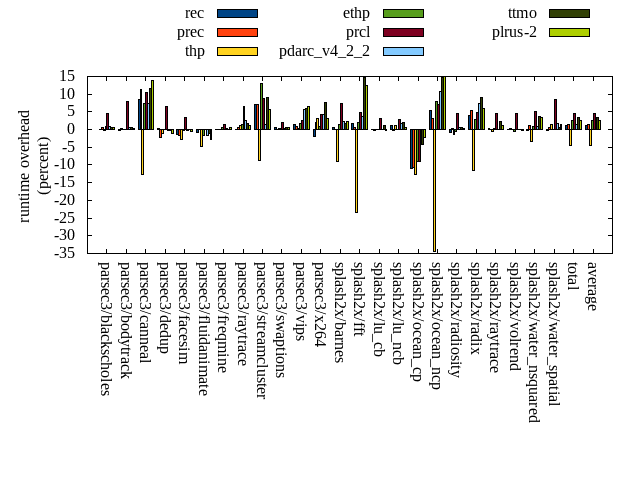 rec ethp ttmo
prec prcl plrus-2
thp pdarc_v4_2_2
runtime overhead
(percent)
15
10
5
0
-5
-10
-15
-20
-25
-30
-35
parsec3/blackscholes
parsec3/bodytrack
parsec3/canneal
parsec3/dedup
parsec3/facesim
parsec3/fluidanimate
parsec3/freqmine
parsec3/raytrace
parsec3/streamcluster
parsec3/swaptions
parsec3/vips
parsec3/x264
splash2x/barnes
splash2x/fft
splash2x/lu_cb
splash2x/lu_ncb
splash2x/ocean_cp
splash2x/ocean_ncp
splash2x/radiosity
splash2x/radix
splash2x/raytrace
splash2x/volrend
splash2x/water_nsquared
splash2x/water_spatial
total
average